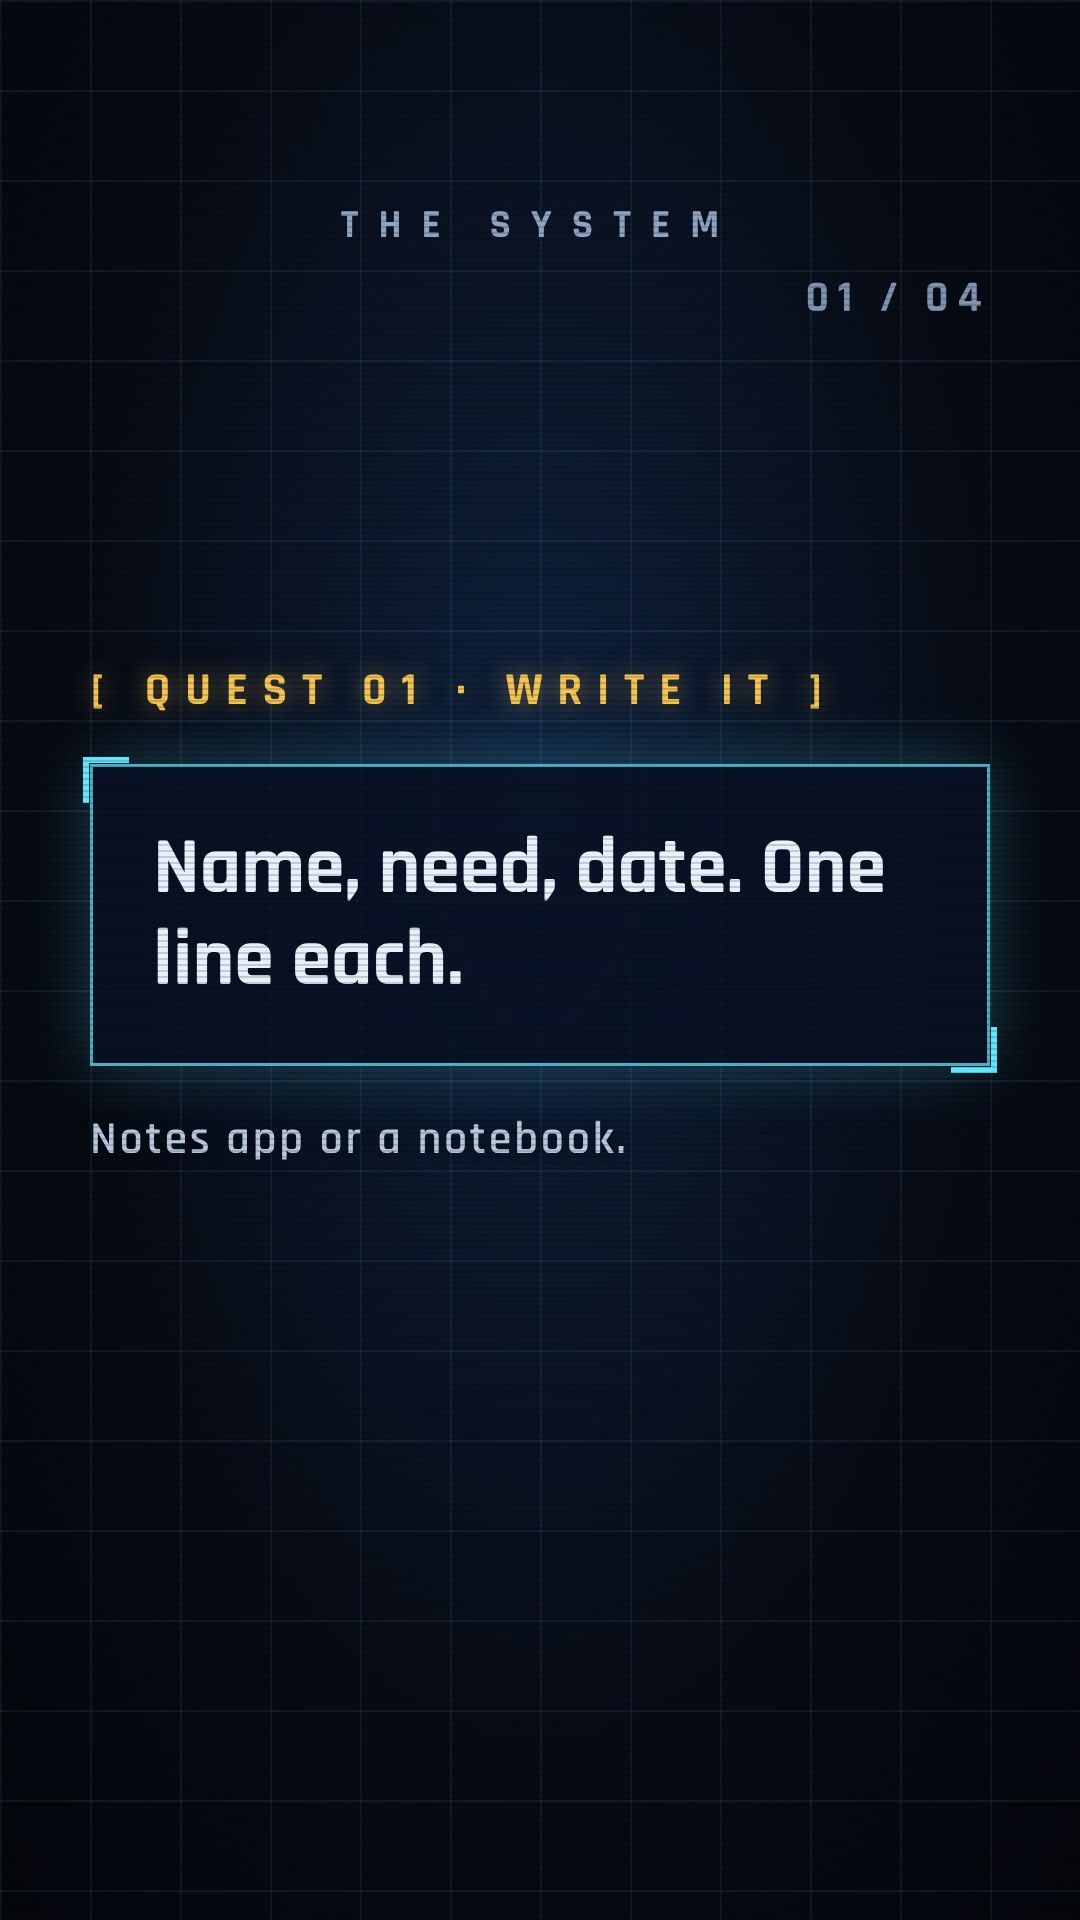 THE SYSTEM
01 / 04
[ QUEST 01 · WRITE IT ]
Name, need, date. One
line each.
Notes app or a notebook.